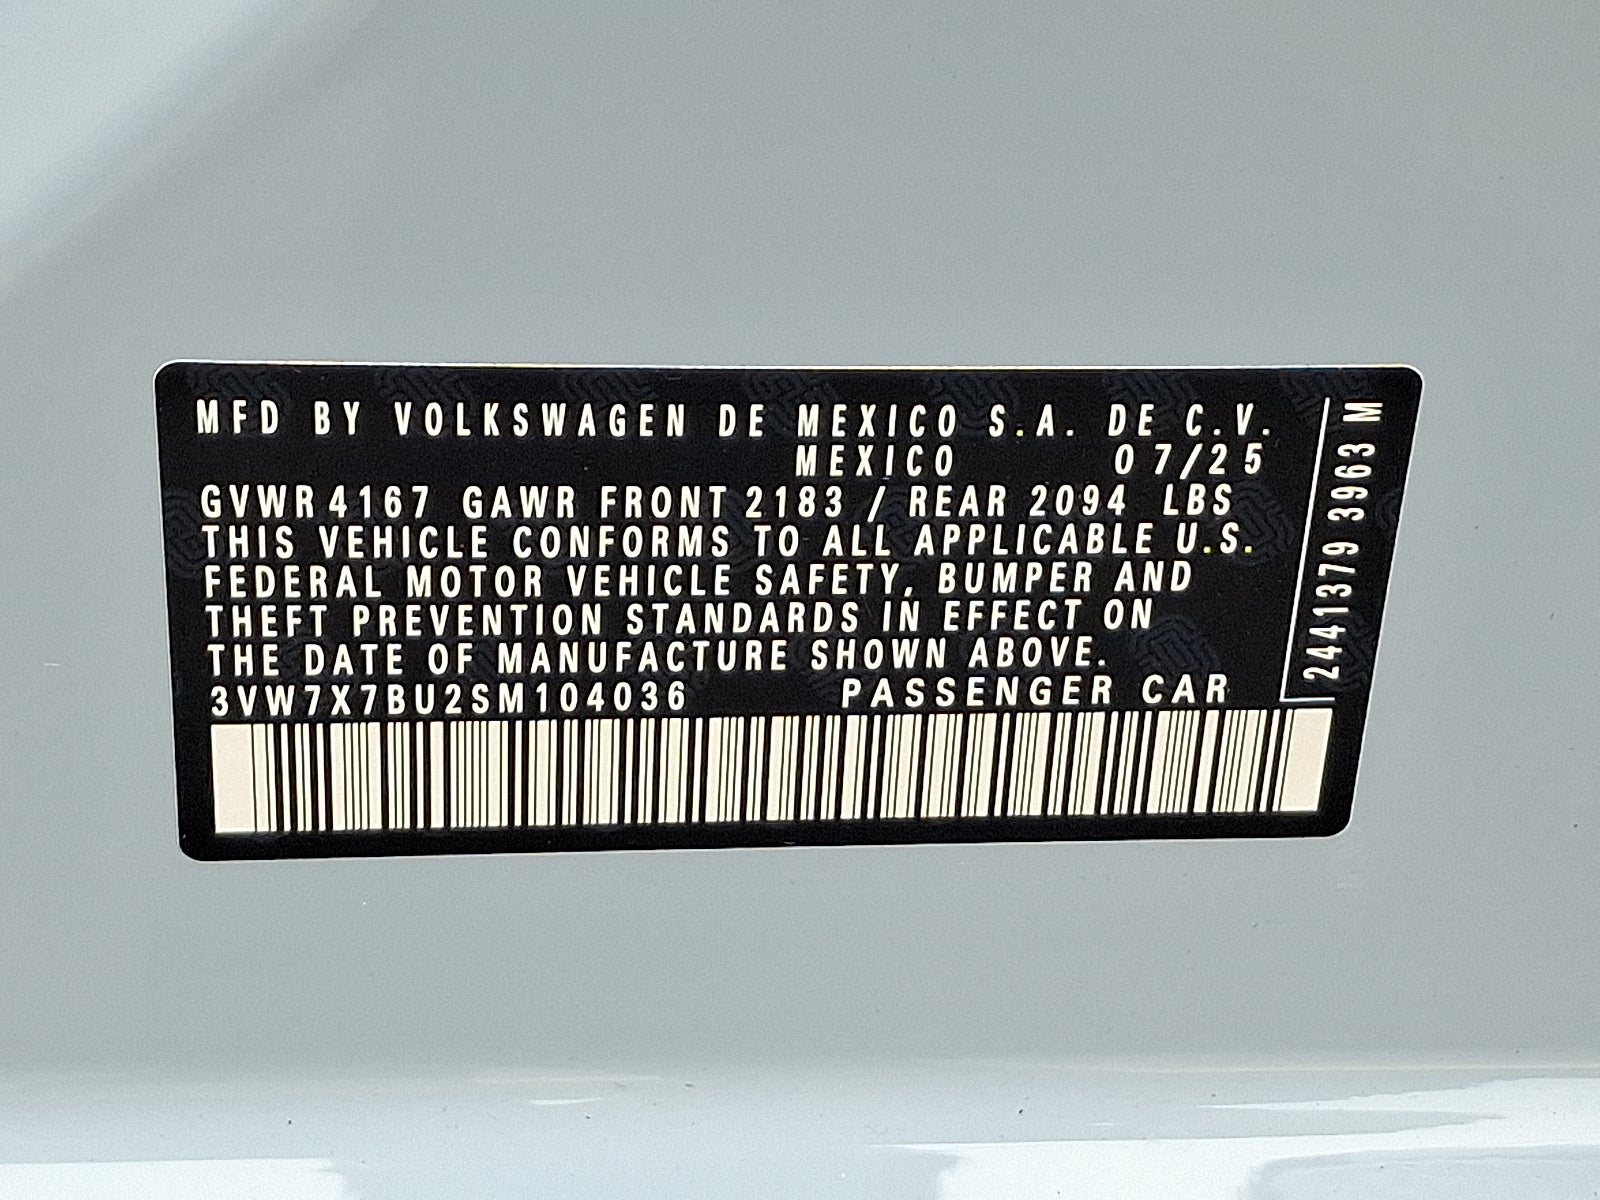 MFD BY VOLKSWAGEN DE MEXICO S.A. DE C.V.
MEXICO 07/25
GVWR 4167 GAWR FRONT 2183 / REAR 2094 LBS
THIS VEHICLE CONFORMS TO ALL APPLICABLE U.S.
FEDERAL MOTOR VEHICLE SAFETY, BUMPER AND
THEFT PREVENTION STANDARDS IN EFFECT ON
THE DATE OF MANUFACTURE SHOWN ABOVE.
3VW7X7BU2SM104036 PASSENGER CAR
2441379 3963 M